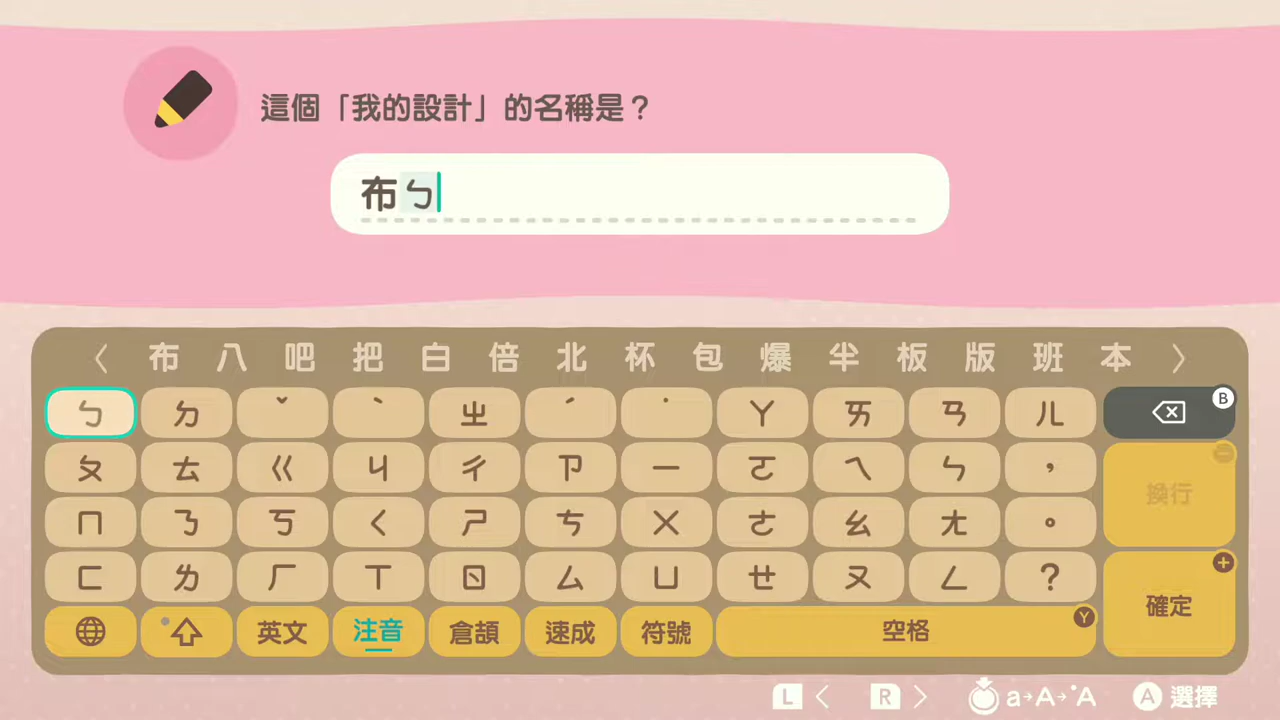 這個「我的設計」的名稱是？
布ㄅ
〈 布 八 吧 把 白 倍 北 杯 包 爆 半 板 版 班 本 〉
ㄅ ㄉ ˇ ˋ ㄓ ˊ ˙ ㄚ ㄞ ㄢ ㄦ B
ㄆ ㄊ ㄍ ㄐ ㄔ ㄗ ㄧ ㄛ ㄟ ㄣ ， 換行
ㄇ ㄋ ㄎ ㄑ ㄕ ㄘ ㄨ ㄜ ㄠ ㄤ 。
ㄈ ㄌ ㄏ ㄒ ㄖ ㄙ ㄩ ㄝ ㄡ ㄥ ？ 確定
英文 注音 倉頡 速成 符號 空格 Y
L R a→A→A A 選擇